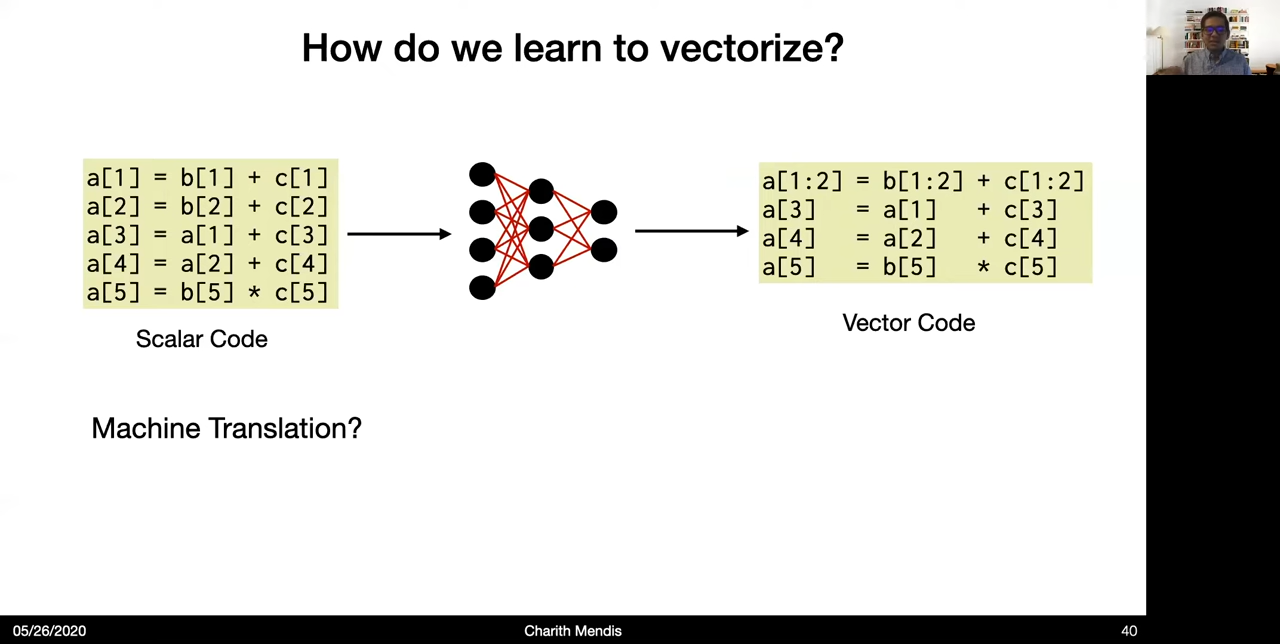 How do we learn to vectorize?
a[1] = b[1] + c[1]
a[2] = b[2] + c[2]
a[3] = a[1] + c[3]
a[4] = a[2] + c[4]
a[5] = b[5] * c[5]
Scalar Code
a[1:2] = b[1:2] + c[1:2]
a[3] = a[1] + c[3]
a[4] = a[2] + c[4]
a[5] = b[5] * c[5]
Vector Code
Machine Translation?
05/26/2020
Charith Mendis
40